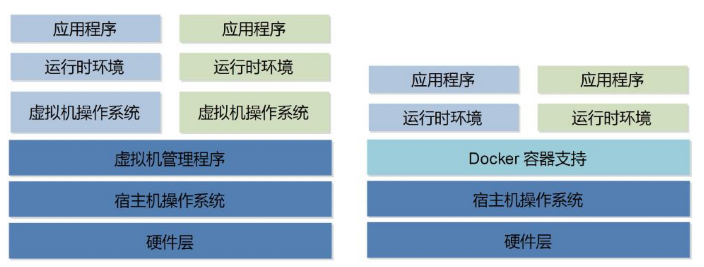 应用程序
应用程序
运行时环境
运行时环境
虚拟机操作系统
虚拟机操作系统
虚拟机管理程序
宿主机操作系统
硬件层
应用程序
应用程序
运行时环境
运行时环境
Docker 容器支持
宿主机操作系统
硬件层